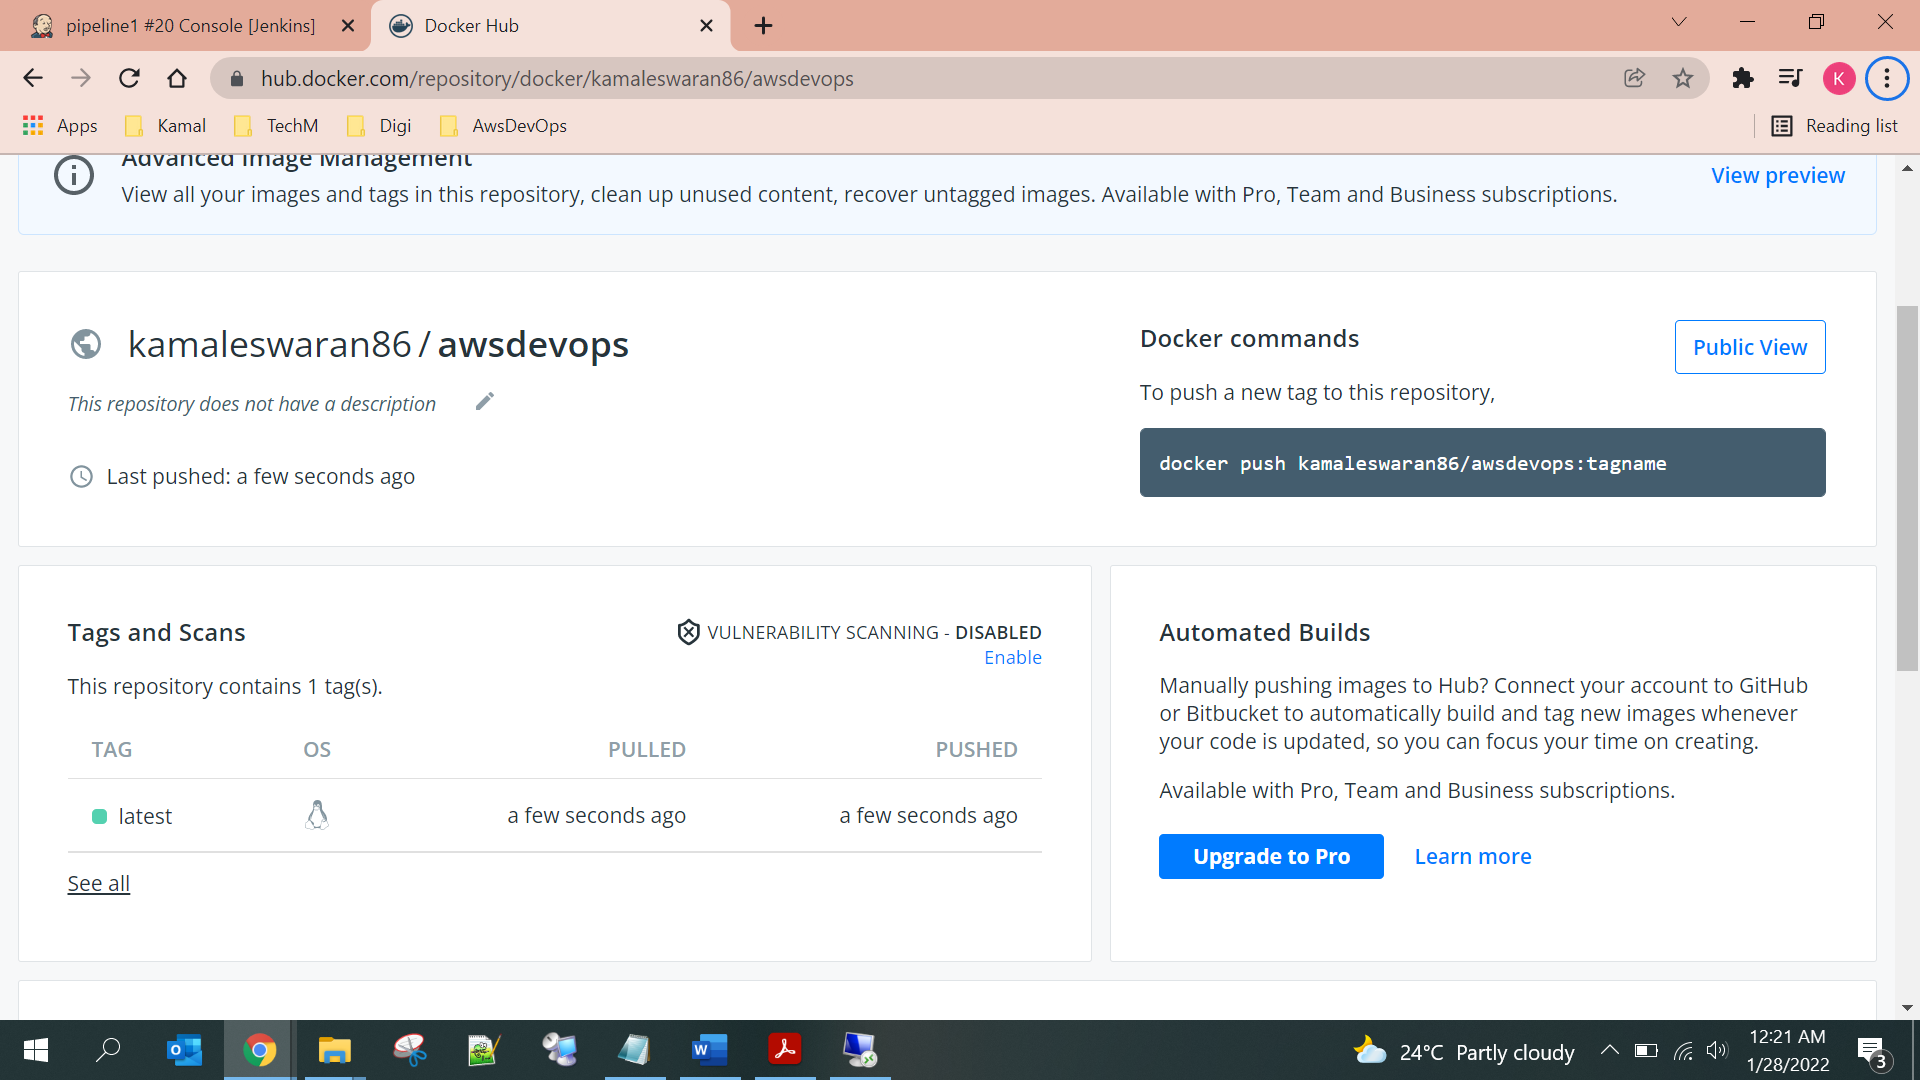 pipeline1 #20 Console [Jenkins]
Docker Hub
hub.docker.com/repository/docker/kamaleswaran86/awsdevops
K
Apps
Kamal
TechM
Digi
AwsDevOps
Reading list
Advanced Image Management
View all your images and tags in this repository, clean up unused content, recover untagged images. Available with Pro, Team and Business subscriptions.
View preview
kamaleswaran86 / awsdevops
This repository does not have a description
Last pushed: a few seconds ago
Docker commands
Public View
To push a new tag to this repository,
docker push kamaleswaran86/awsdevops:tagname
Tags and Scans
VULNERABILITY SCANNING - DISABLED
Enable
This repository contains 1 tag(s).
TAG OS PULLED PUSHED
latest a few seconds ago a few seconds ago
See all
Automated Builds
Manually pushing images to Hub? Connect your account to GitHub
or Bitbucket to automatically build and tag new images whenever
your code is updated, so you can focus your time on creating.
Available with Pro, Team and Business subscriptions.
Upgrade to Pro
Learn more
24°C Partly cloudy
12:21 AM
1/28/2022
3